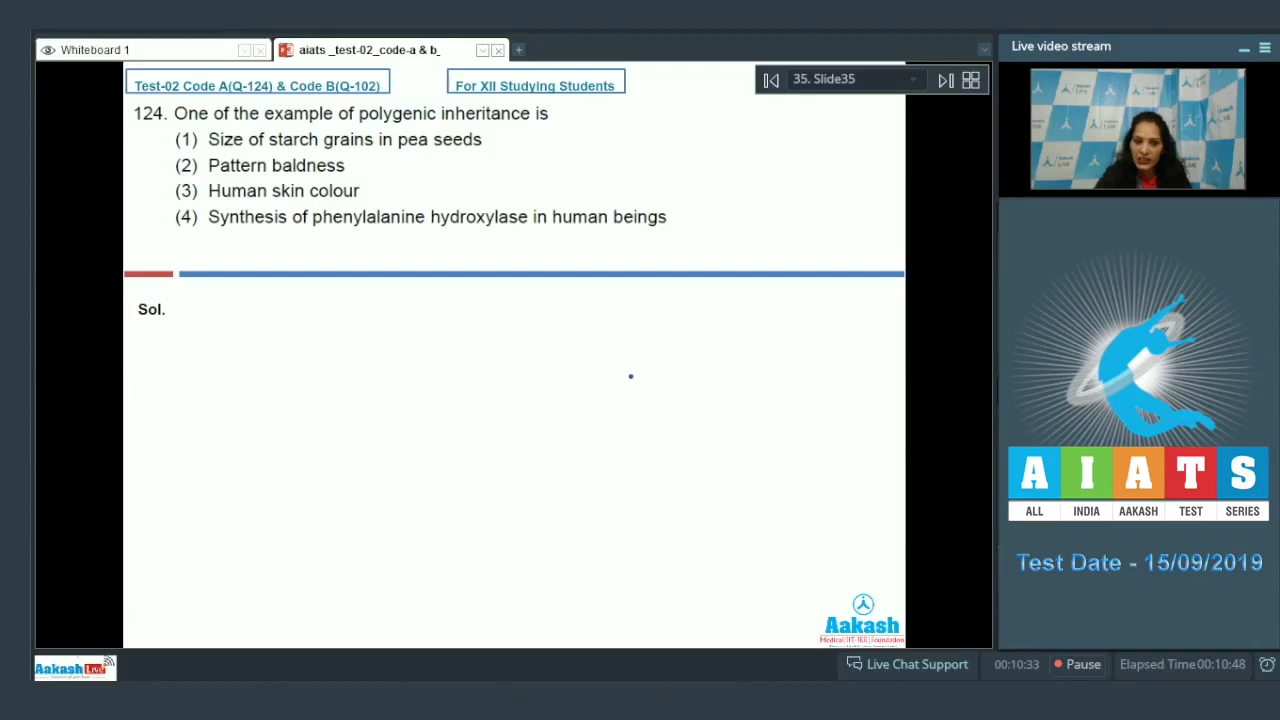 Whiteboard 1
aiats _test-02_code-a & b_
Live video stream
Test-02 Code A(Q-124) & Code B(Q-102)
For XII Studying Students
35. Slide35
124. One of the example of polygenic inheritance is
(1) Size of starch grains in pea seeds
(2) Pattern baldness
(3) Human skin colour
(4) Synthesis of phenylalanine hydroxylase in human beings
Sol.
A I A T S
ALL INDIA AAKASH TEST SERIES
Test Date - 15/09/2019
Aakash
Medical|IIT-JEE|Foundation
Aakash Live
Live Chat Support
00:10:33
Pause
Elapsed Time 00:10:48